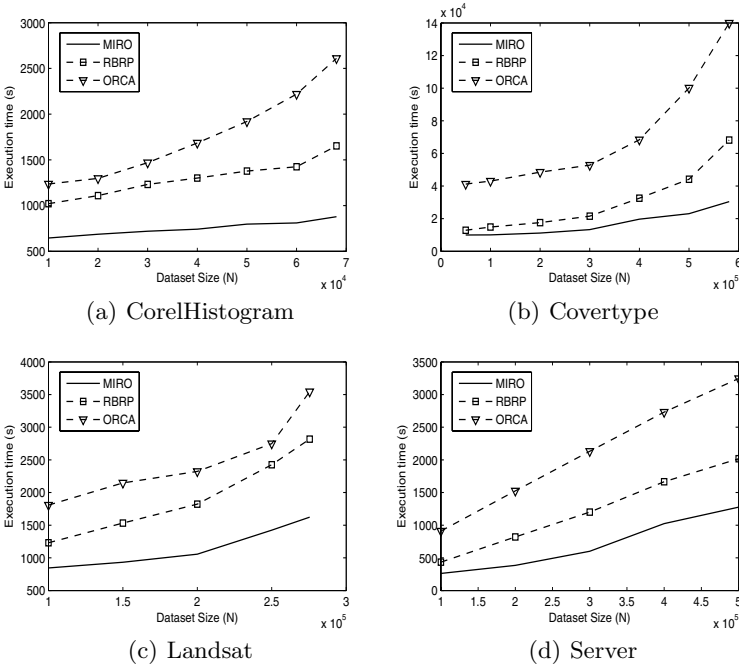 3000
2500
2000
1500
1000
500
Execution time (s)
MIRO
RBRP
ORCA
1 2 3 4 5 6 7
Dataset Size (N)
x 10^4
(a) CorelHistogram
x 10^4
14
12
10
8
6
4
2
0
Execution time (s)
MIRO
RBRP
ORCA
0 1 2 3 4 5 6
Dataset Size (N)
x 10^5
(b) Covertype
4000
3500
3000
2500
2000
1500
1000
500
Execution time (s)
MIRO
RBRP
ORCA
1 1.5 2 2.5 3
Dataset Size (N)
x 10^5
(c) Landsat
3500
3000
2500
2000
1500
1000
500
0
Execution time (s)
MIRO
RBRP
ORCA
1 1.5 2 2.5 3 3.5 4 4.5 5
Dataset Size (N)
x 10^5
(d) Server